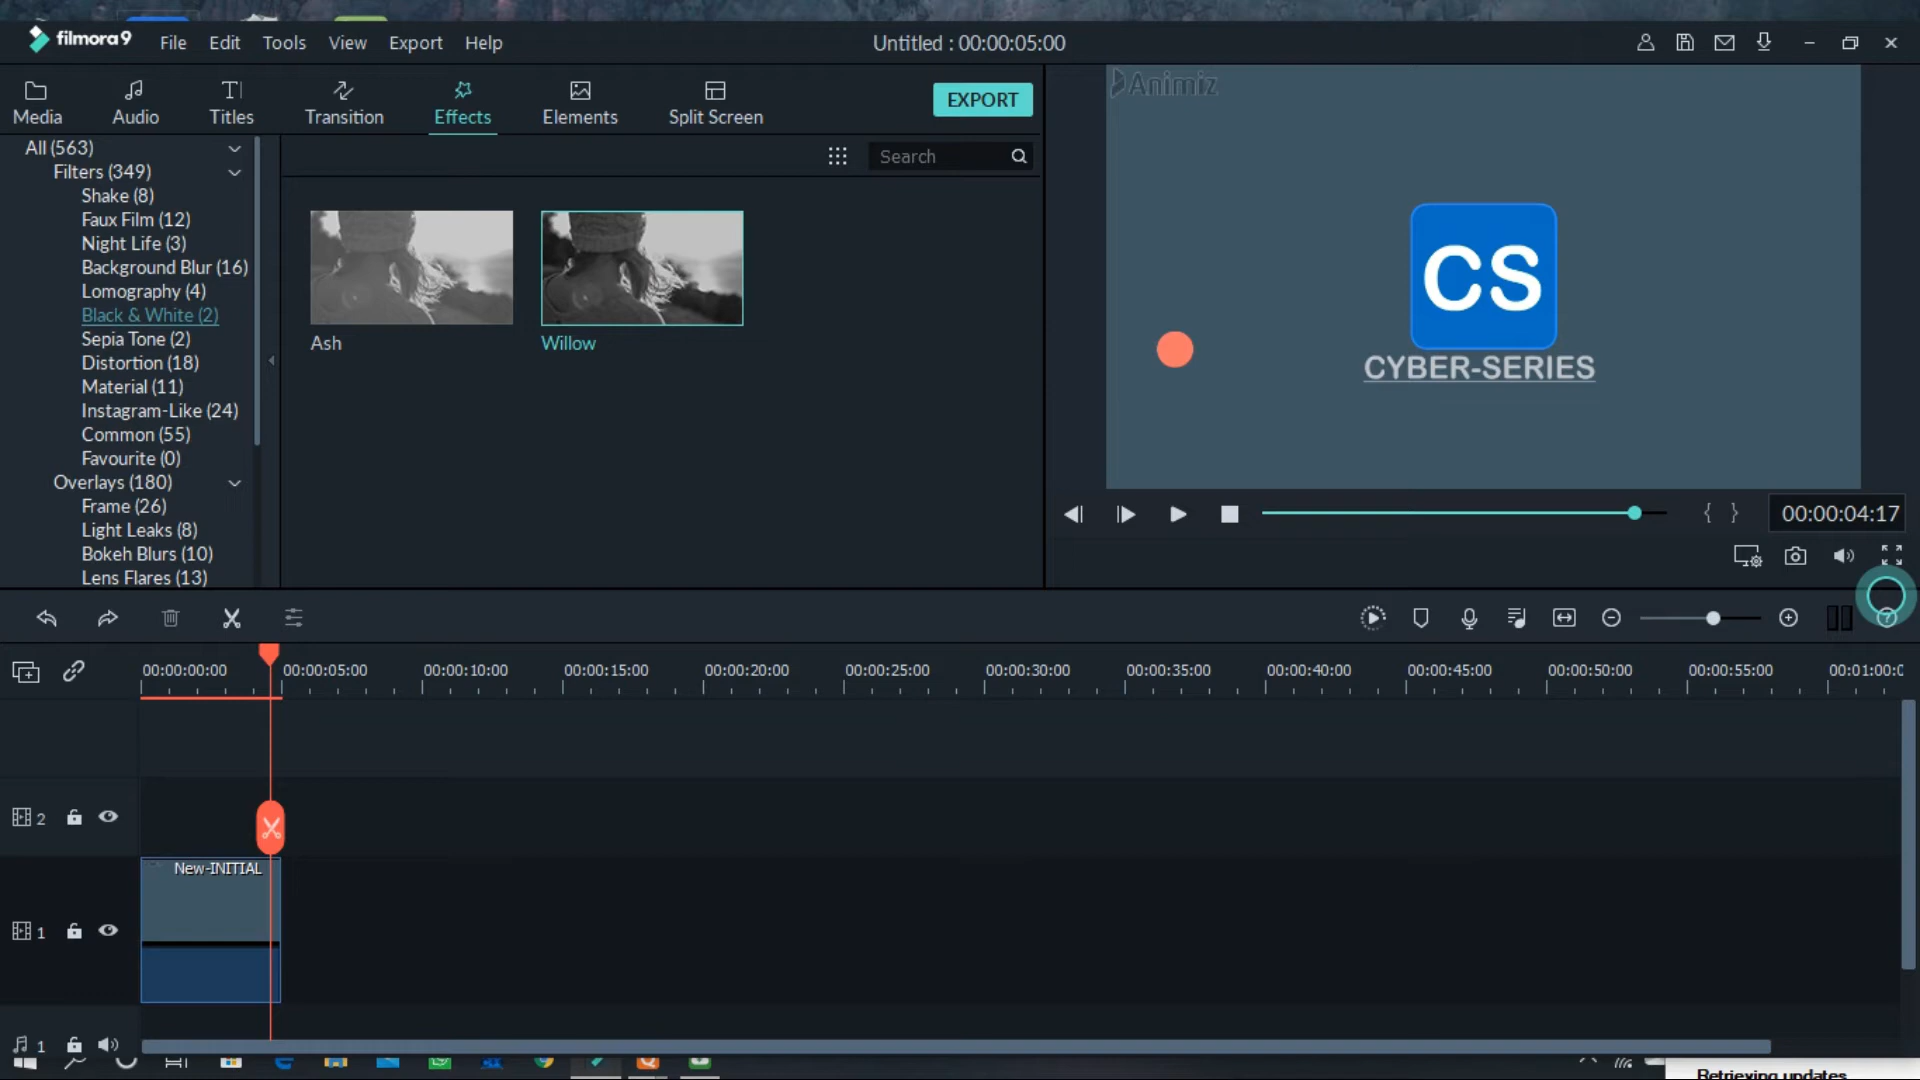 filmora9 File Edit Tools View Export Help Untitled : 00:00:05:00
Media Audio Titles Transition Effects Elements Split Screen EXPORT
All (563)
Filters (349)
Shake (8)
Faux Film (12)
Night Life (3)
Background Blur (16)
Lomography (4)
Black & White (2)
Sepia Tone (2)
Distortion (18)
Material (11)
Instagram-Like (24)
Common (55)
Favourite (0)
Overlays (180)
Frame (26)
Light Leaks (8)
Bokeh Blurs (10)
Lens Flares (13)
Search
Ash Willow
Animiz
CS
CYBER-SERIES
00:00:04:17
00:00:00:00 00:00:05:00 00:00:10:00 00:00:15:00 00:00:20:00 00:00:25:00 00:00:30:00 00:00:35:00 00:00:40:00 00:00:45:00 00:00:50:00 00:00:55:00 00:01:00:0
2
New-INITIAL
1
1
Retrieving updates